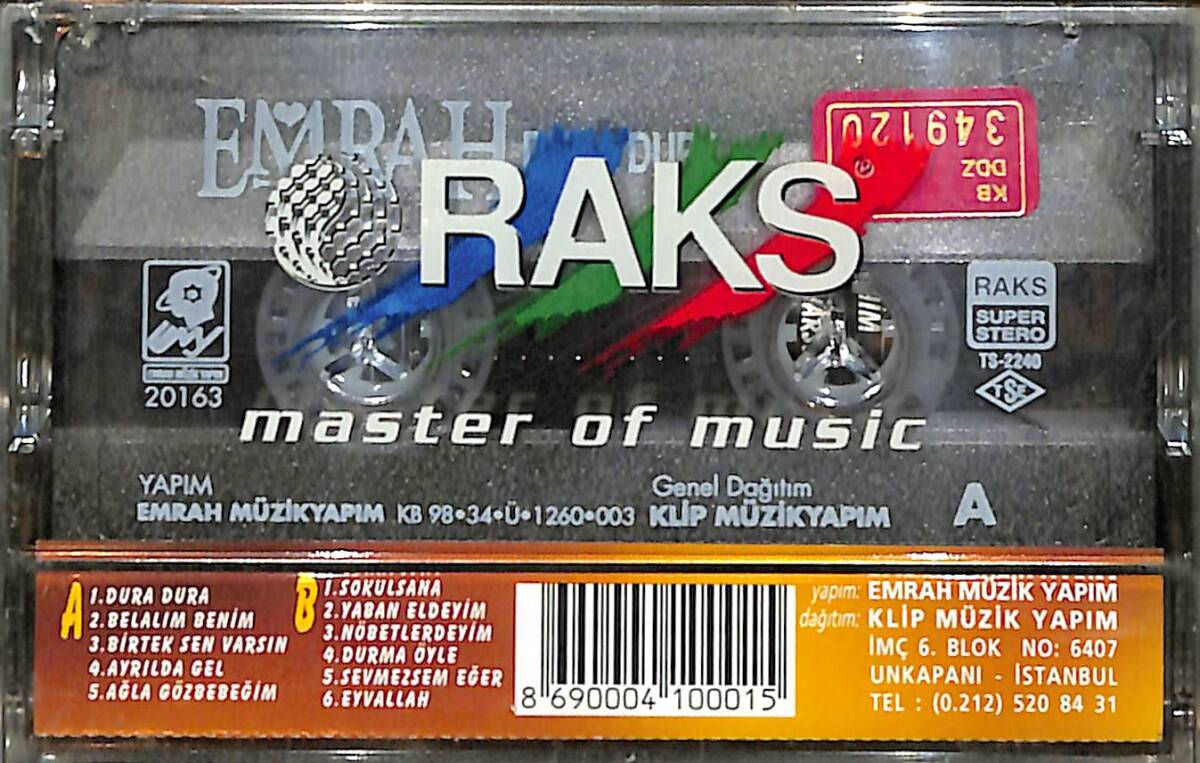 EMRAH
349120
DDZ
KB
RAKS
20163
RAKS
SUPER
STERO
TS-2240
TSE
master of music
YAPIM
EMRAH MÜZİKYAPIM KB 98•34•Ü•1260•003
Genel Dağıtım
KLİP MÜZİKYAPIM
A
A
1.DURA DURA
2.BELALIM BENİM
3.BİRTEK SEN VARSIN
4.AYRILDA GEL
5.AĞLA GÖZBEBEĞİM
B
1.SOKULSANA
2.YABAN ELDEYİM
3.NÖBETLERDEYİM
4.DURMA ÖYLE
5.SEVMEZSEM EĞER
6.EYVALLAH
8 690004 100015
yapım: EMRAH MÜZİK YAPIM
dağıtım: KLİP MÜZİK YAPIM
İMÇ 6. BLOK NO: 6407
UNKAPANI - İSTANBUL
TEL : (0.212) 520 84 31